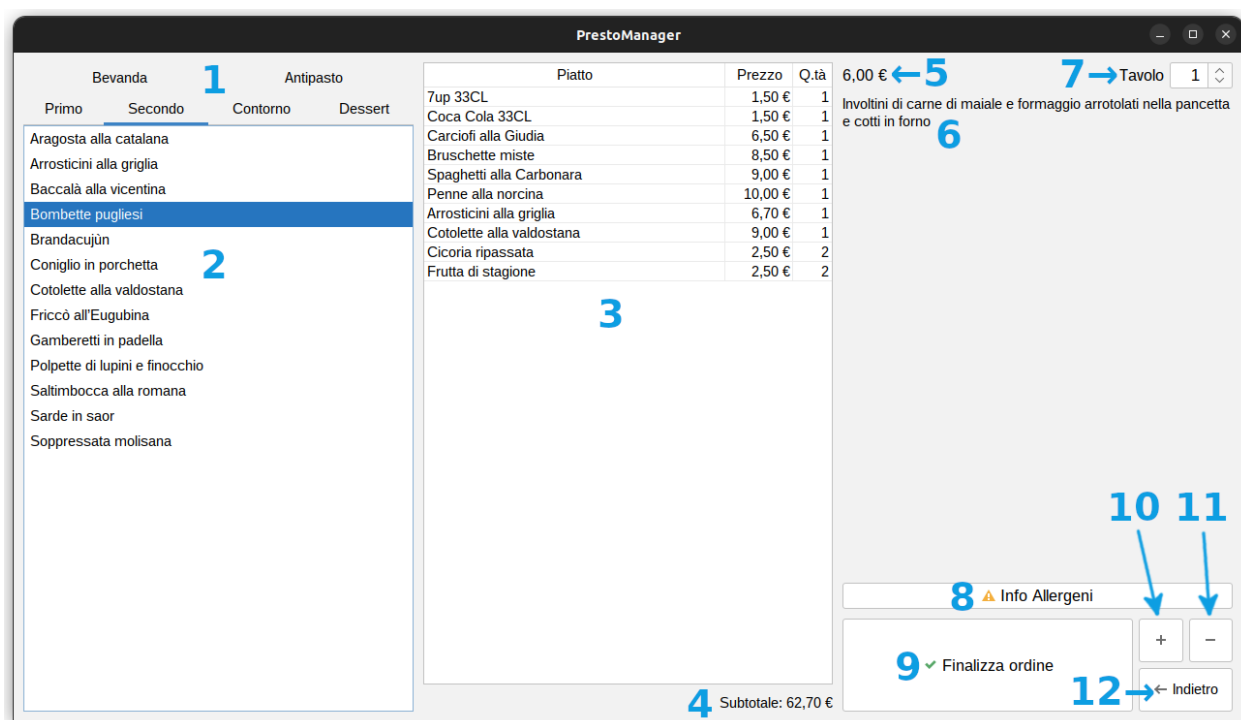 PrestoManager
Bevanda 1 Antipasto
Primo Secondo Contorno Dessert
Aragosta alla catalana
Arrosticini alla griglia
Baccalà alla vicentina
Bombette pugliesi
Brandacujùn
Coniglio in porchetta
2
Cotolette alla valdostana
Friccò all'Eugubina
Gamberetti in padella
Polpette di lupini e finocchio
Saltimbocca alla romana
Sarde in saor
Soppressata molisana
Piatto Prezzo Q.tà
7up 33CL 1,50 € 1
Coca Cola 33CL 1,50 € 1
Carciofi alla Giudia 6,50 € 1
Bruschette miste 8,50 € 1
Spaghetti alla Carbonara 9,00 € 1
Penne alla norcina 10,00 € 1
Arrosticini alla griglia 6,70 € 1
Cotolette alla valdostana 9,00 € 1
Cicoria ripassata 2,50 € 2
Frutta di stagione 2,50 € 2
3
4 Subtotale: 62,70 €
6,00 € ←5 7→ Tavolo 1
Involtini di carne di maiale e formaggio arrotolati nella pancetta
e cotti in forno 6
10 11
8 Info Allergeni
+ −
9 Finalizza ordine
12→ ← Indietro